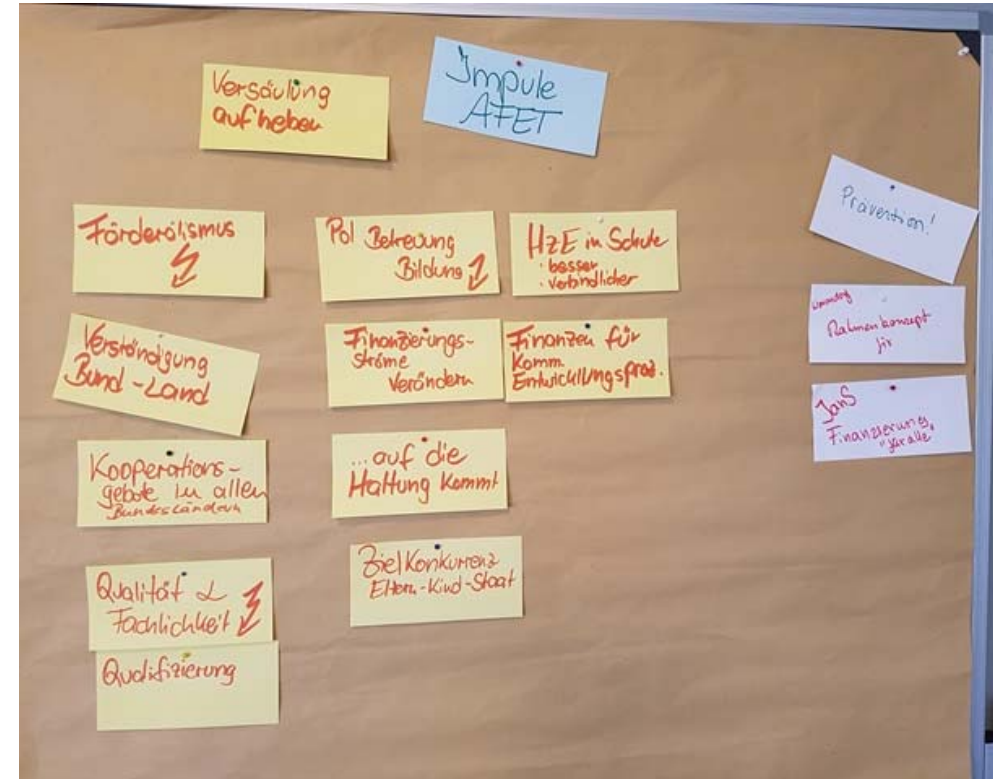 Versäulung
aufheben
Impule
AFET
Förderalismus
Verständigung
Bund - Land
Kooperations-
gebote in allen
Bundesländern
Qualität &
Fachlichkeit
Qualifizierung
Pol Betreuung
Bildung
Finanzierungs-
ströme
Verändern
... auf die
Haltung kommt
Zielkonkurrenz
Eltern-Kind-Staat
HzE in Schule
· besser
· verbindlicher
Finanzen für
Komm.
Entwicklungsproz.
Prävention!
Rahmenkonzept
für
JanS
Finanzierung
"für alle"